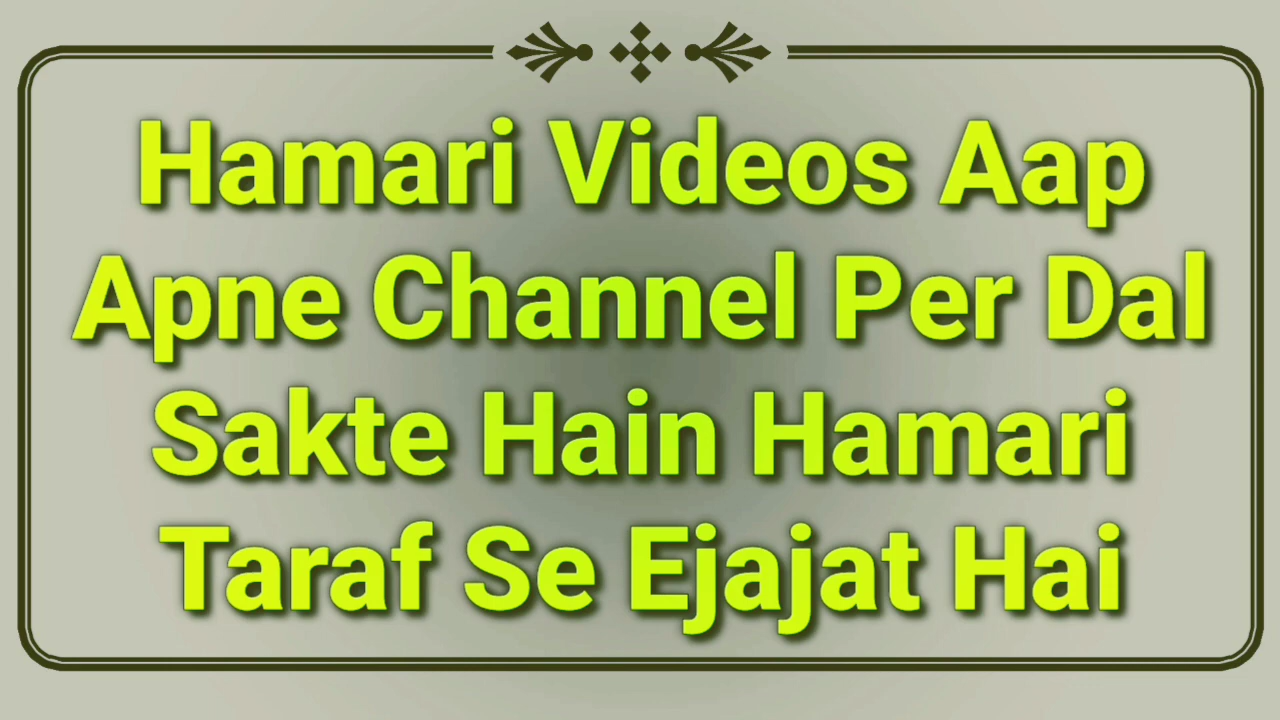 Hamari Videos Aap
Apne Channel Per Dal
Sakte Hain Hamari
Taraf Se Ejajat Hai